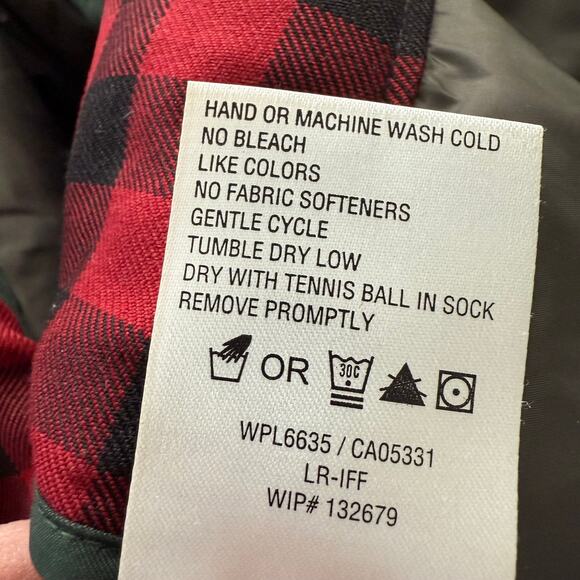 HAND OR MACHINE WASH COLD
NO BLEACH
LIKE COLORS
NO FABRIC SOFTENERS
GENTLE CYCLE
TUMBLE DRY LOW
DRY WITH TENNIS BALL IN SOCK
REMOVE PROMPTLY
OR 30C
WPL6635 / CA05331
LR-IFF
WIP# 132679